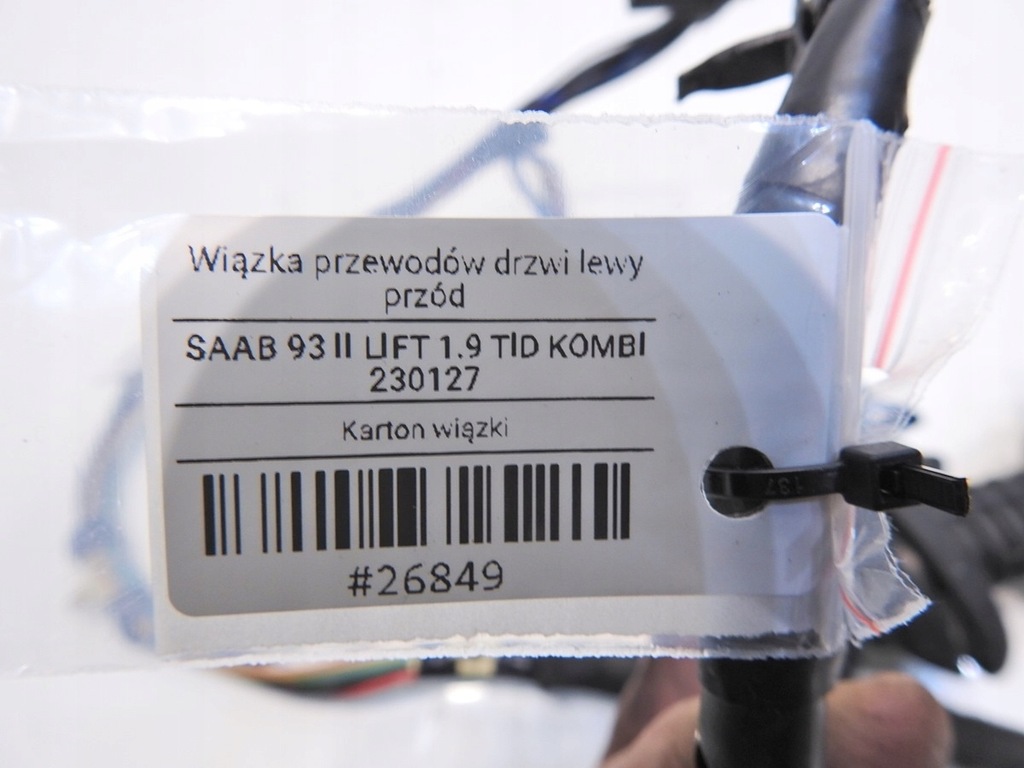 Wiązka przewodów drzwi lewy
przód
SAAB 93 II LIFT 1.9 TID KOMBI
230127
Karton wiązki
#26849